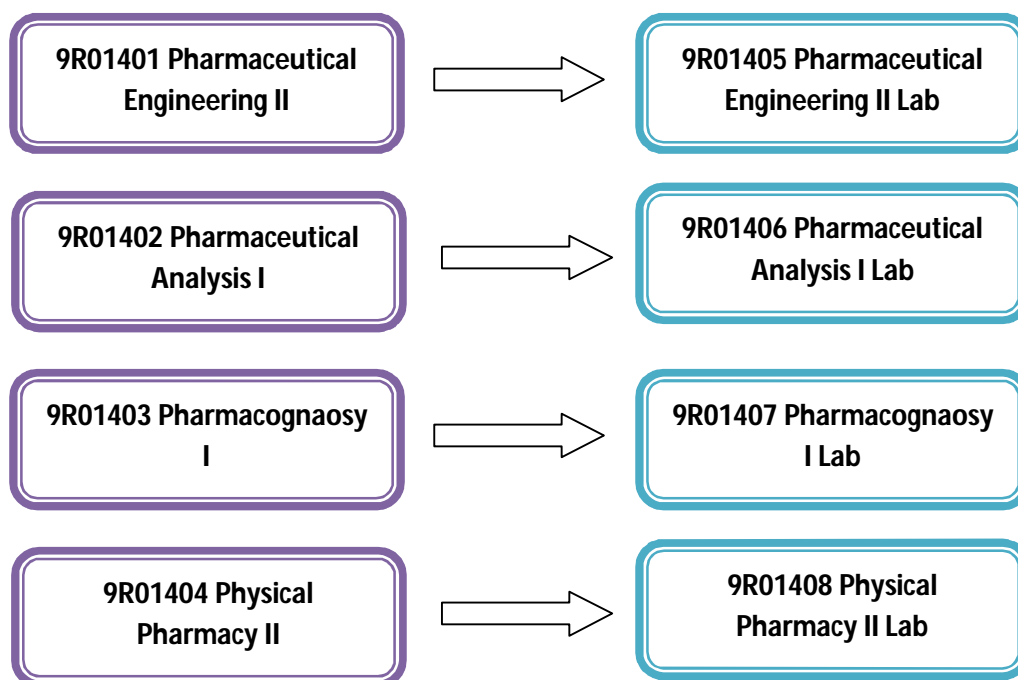 9R01401 Pharmaceutical
Engineering II
9R01405 Pharmaceutical
Engineering II Lab
9R01402 Pharmaceutical
Analysis I
9R01406 Pharmaceutical
Analysis I Lab
9R01403 Pharmacognaosy
I
9R01407 Pharmacognaosy
I Lab
9R01404 Physical
Pharmacy II
9R01408 Physical
Pharmacy II Lab